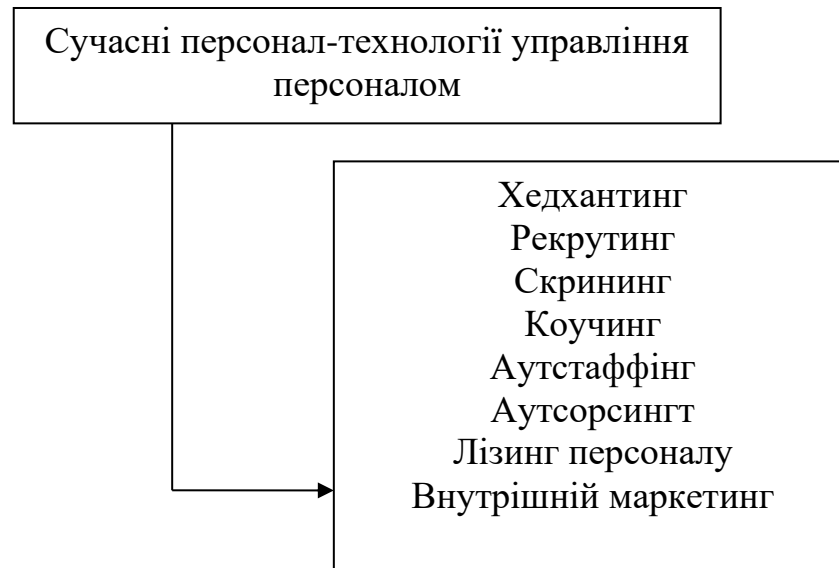 Сучасні персонал-технології управління
персоналом
Хедхантинг
Рекрутинг
Скрининг
Коучинг
Аутстаффінг
Аутсорсингт
Лізинг персоналу
Внутрішній маркетинг